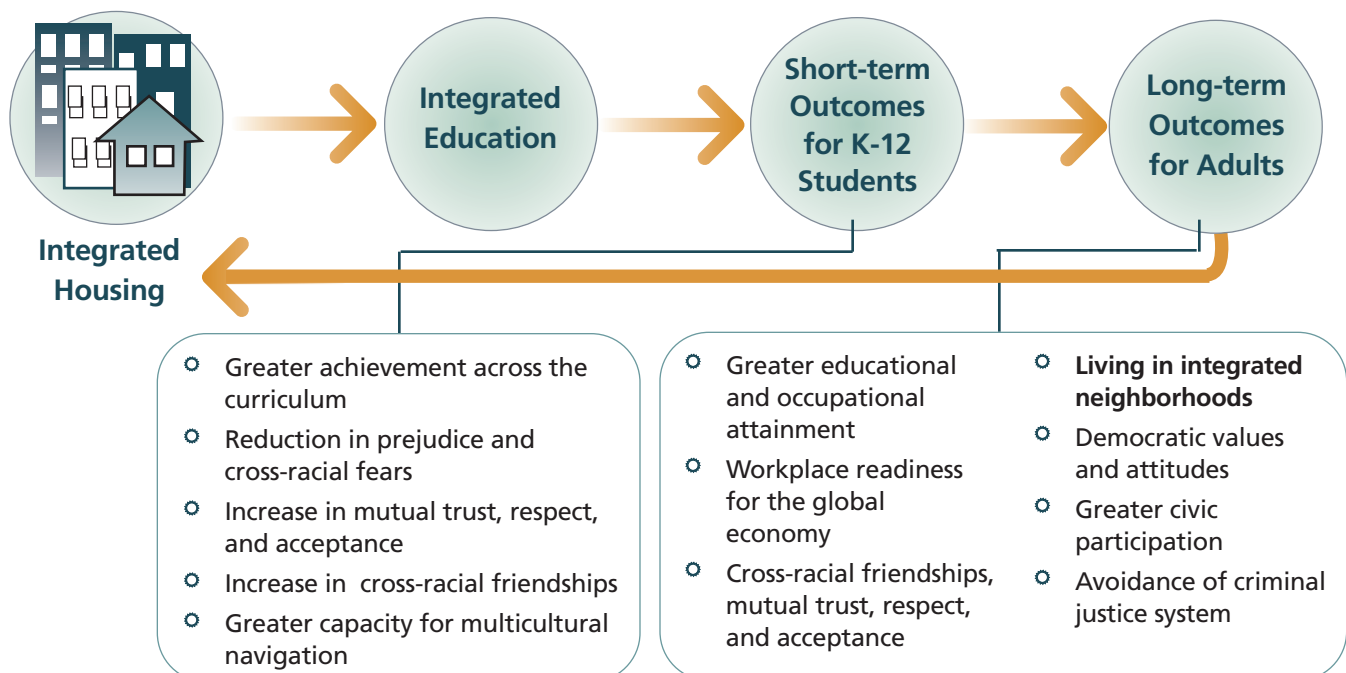 Integrated
Housing
Integrated
Education
Short-term
Outcomes
for K-12
Students
Long-term
Outcomes
for Adults
Greater achievement across the
curriculum
Reduction in prejudice and
cross-racial fears
Increase in mutual trust, respect,
and acceptance
Increase in cross-racial friendships
Greater capacity for multicultural
navigation
Greater educational
and occupational
attainment
Workplace readiness
for the global
economy
Cross-racial friendships,
mutual trust, respect,
and acceptance
Living in integrated
neighborhoods
Democratic values
and attitudes
Greater civic
participation
Avoidance of criminal
justice system